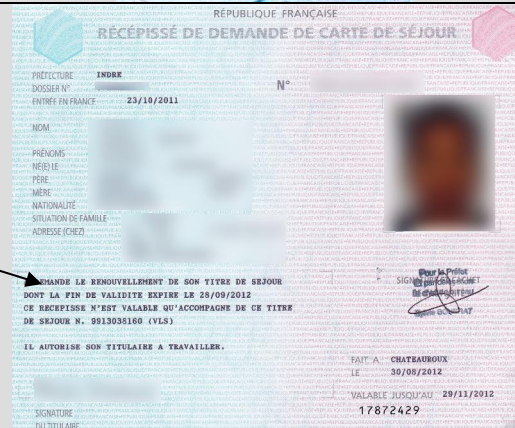 RÉPUBLIQUE FRANÇAISE
RÉCÉPISSÉ DE DEMANDE DE CARTE DE SÉJOUR
PRÉFECTURE INDRE
DOSSIER N°
N°
ENTRÉE EN FRANCE 23/10/2011
NOM
PRÉNOMS
NÉ(E) LE
PÈRE
MÈRE
NATIONALITÉ
SITUATION DE FAMILLE
ADRESSE (CHEZ)
DEMANDE LE RENOUVELLEMENT DE SON TITRE DE SEJOUR
DONT LA FIN DE VALIDITE EXPIRE LE 28/09/2012
CE RECEPISSE N'EST VALABLE QU'ACCOMPAGNE DE CE TITRE
DE SEJOUR N. 9913038160 (VLS)
IL AUTORISE SON TITULAIRE A TRAVAILLER.
Pour le Préfet
FAIT A CHATEAUROUX
LE 30/08/2012
VALABLE JUSQU'AU 29/11/2012
17872429
SIGNATURE
DU TITULAIRE